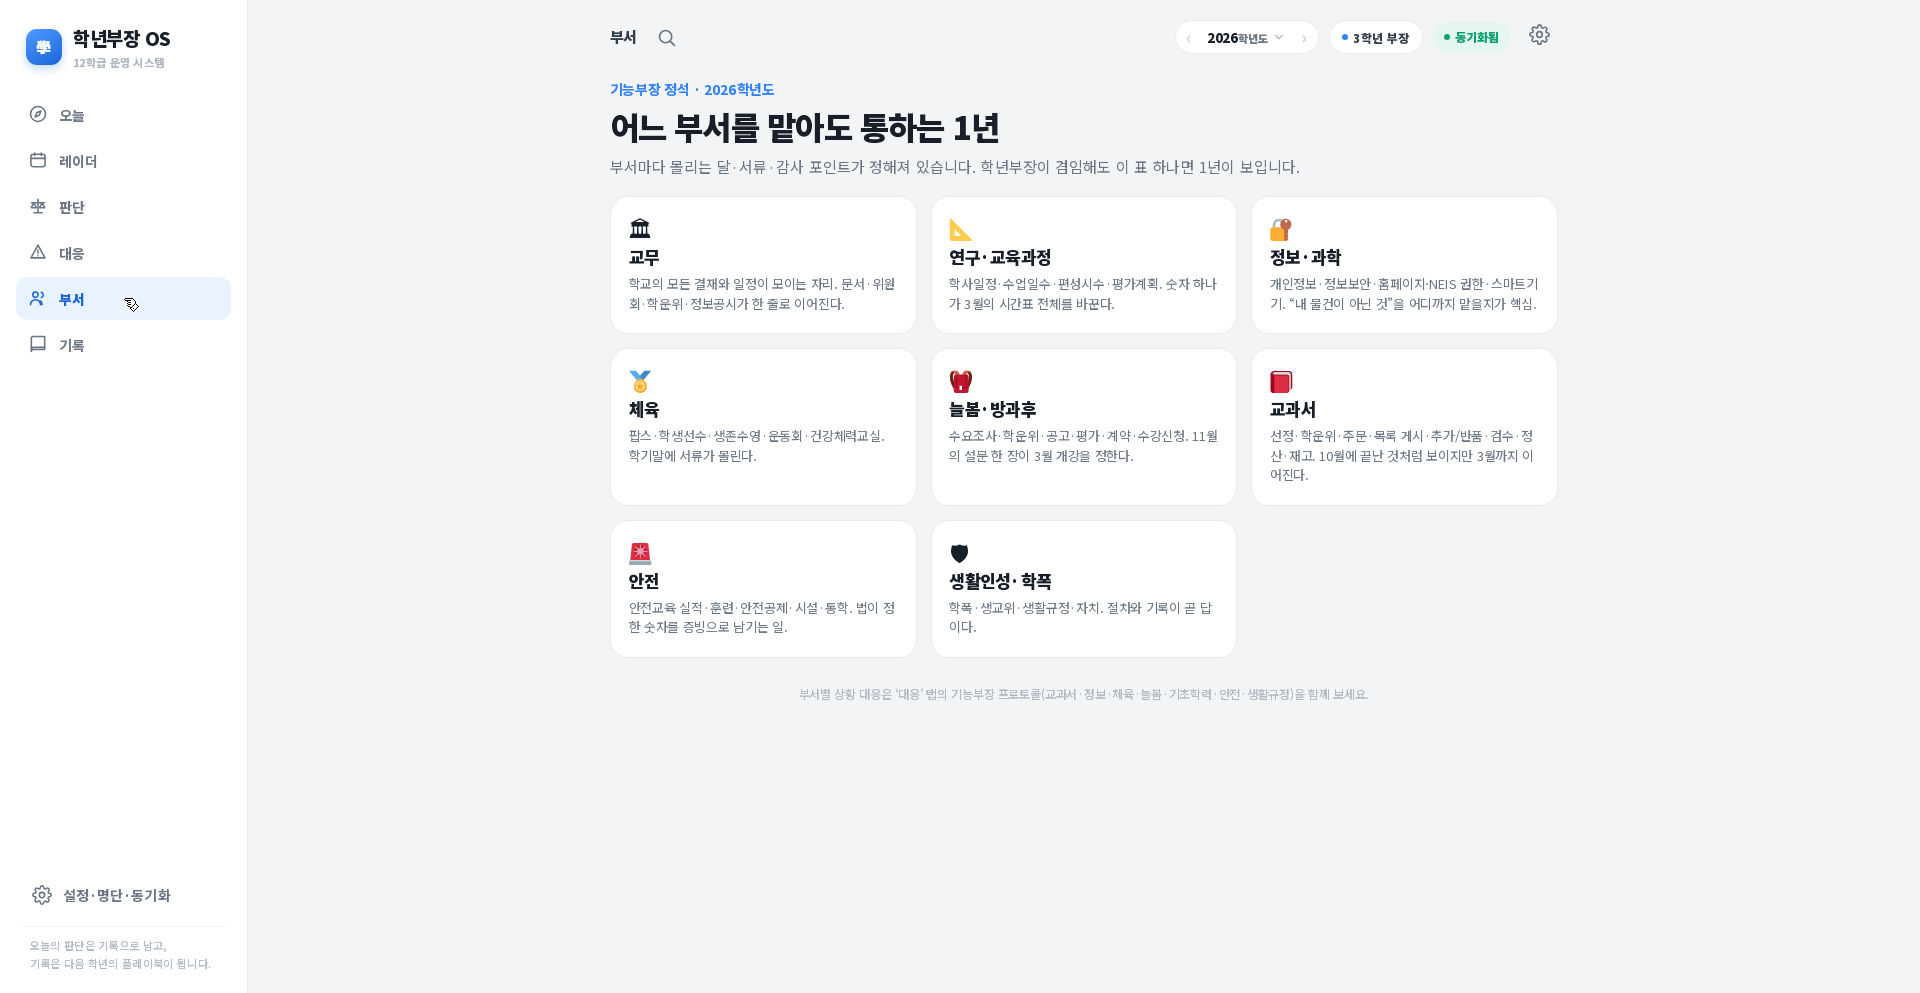 學
학년부장 OS
12학급 운영 시스템
오늘
레이더
판단
대응
부서
기록
설정·명단·동기화
오늘의 판단은 기록으로 남고,
기록은 다음 학년의 플레이북이 됩니다.
부서
‹ 2026학년도 ›
3학년 부장
동기화됨
기능부장 정석 · 2026학년도
어느 부서를 맡아도 통하는 1년
부서마다 몰리는 달·서류·감사 포인트가 정해져 있습니다. 학년부장이 겸임해도 이 표 하나면 1년이 보입니다.
교무
학교의 모든 결재와 일정이 모이는 자리. 문서·위원
회·학운위·정보공시가 한 줄로 이어진다.
연구·교육과정
학사일정·수업일수·편성시수·평가계획. 숫자 하나
가 3월의 시간표 전체를 바꾼다.
정보·과학
개인정보·정보보안·홈페이지·NEIS 권한·스마트기
기. “내 물건이 아닌 것”을 어디까지 맡을지가 핵심.
체육
팝스·학생선수·생존수영·운동회·건강체력교실.
학기말에 서류가 몰린다.
늘봄·방과후
수요조사·학운위·공고·평가·계약·수강신청. 11월
의 설문 한 장이 3월 개강을 정한다.
교과서
선정·학운위·주문·목록 게시·추가/반품·검수·정
산·재고. 10월에 끝난 것처럼 보이지만 3월까지 이
어진다.
안전
안전교육 실적·훈련·안전공제·시설·통학. 법이 정
한 숫자를 증빙으로 남기는 일.
생활인성·학폭
학폭·생교위·생활규정·자치. 절차와 기록이 곧 답
이다.
부서별 상황 대응은 ‘대응’ 탭의 기능부장 프로토콜(교과서·정보·체육·늘봄·기초학력·안전·생활규정)을 함께 보세요.